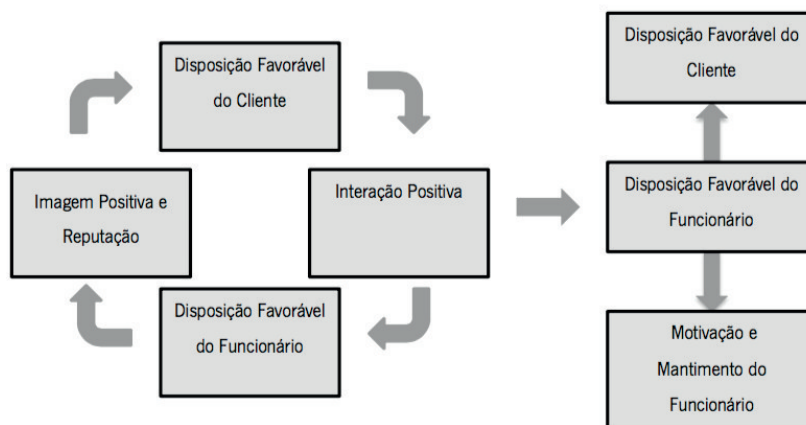 Disposição Favorável
do Cliente
Imagem Positiva e
Reputação
Interação Positiva
Disposição Favorável
do Funcionário
Disposição Favorável do
Cliente
Disposição Favorável do
Funcionário
Motivação e
Mantimento do
Funcionário